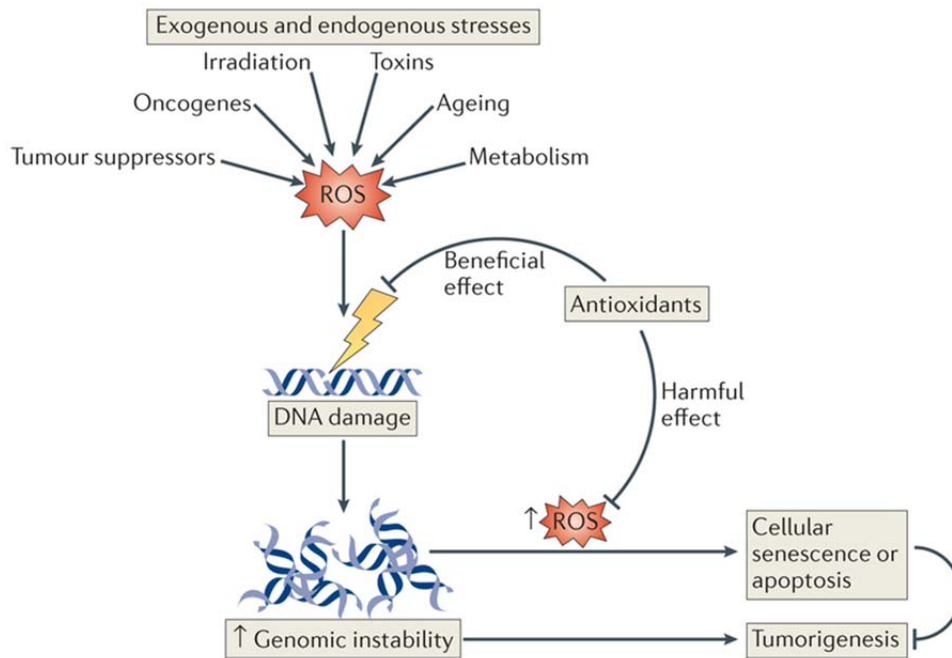 Exogenous and endogenous stresses
Irradiation
Toxins
Oncogenes
Ageing
Tumour suppressors
Metabolism
ROS
Beneficial
effect
Antioxidants
DNA damage
Harmful
effect
↑ ROS
Cellular
senescence or
apoptosis
↑ Genomic instability
Tumorigenesis